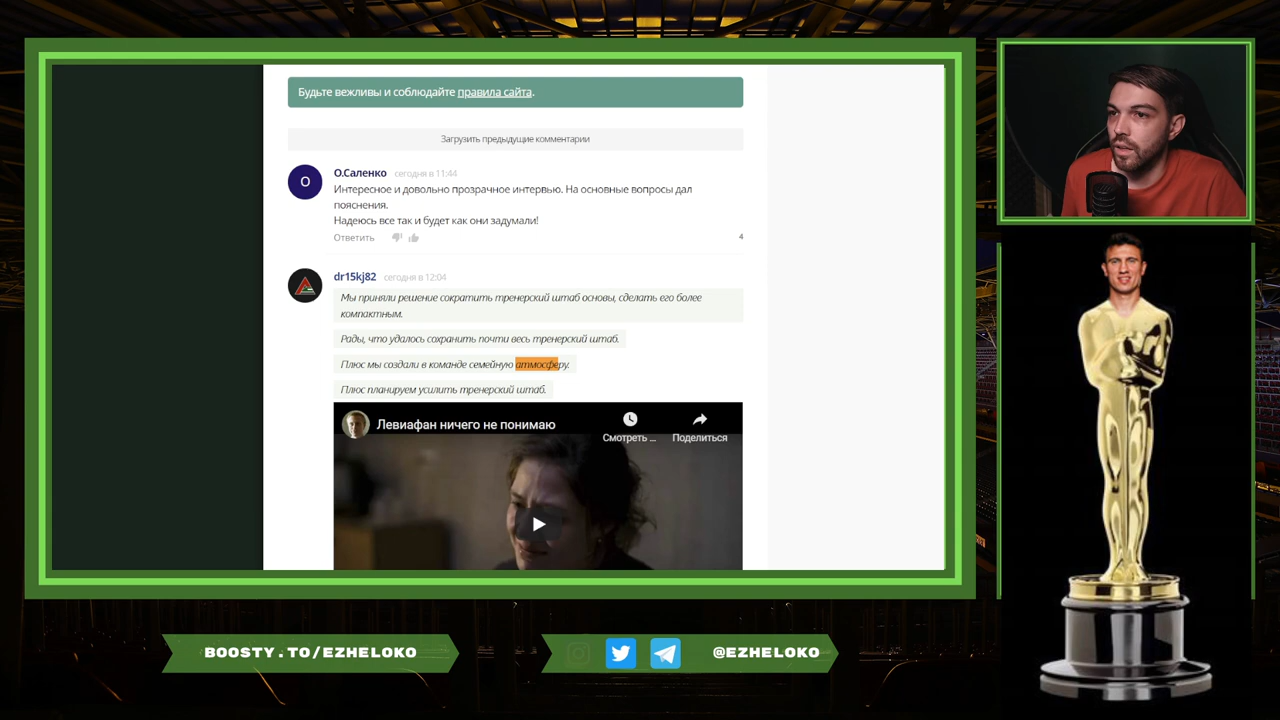 Будьте вежливы и соблюдайте правила сайта.
Загрузить предыдущие комментарии
О
О.Саленко сегодня в 11:44
Интересное и довольно прозрачное интервью. На основные вопросы дал
пояснения.
Надеюсь все так и будет как они задумали!
Ответить 4
dr15kj82 сегодня в 12:04
Мы приняли решение сократить тренерский штаб основы, сделать его более
компактным.
Рады, что удалось сохранить почти весь тренерский штаб.
Плюс мы создали в команде семейную атмосферу.
Плюс планируем усилить тренерский штаб.
Левиафан ничего не понимаю
Смотреть ... Поделиться
BOOSTY.TO/EZHELOKO
@EZHELOKO